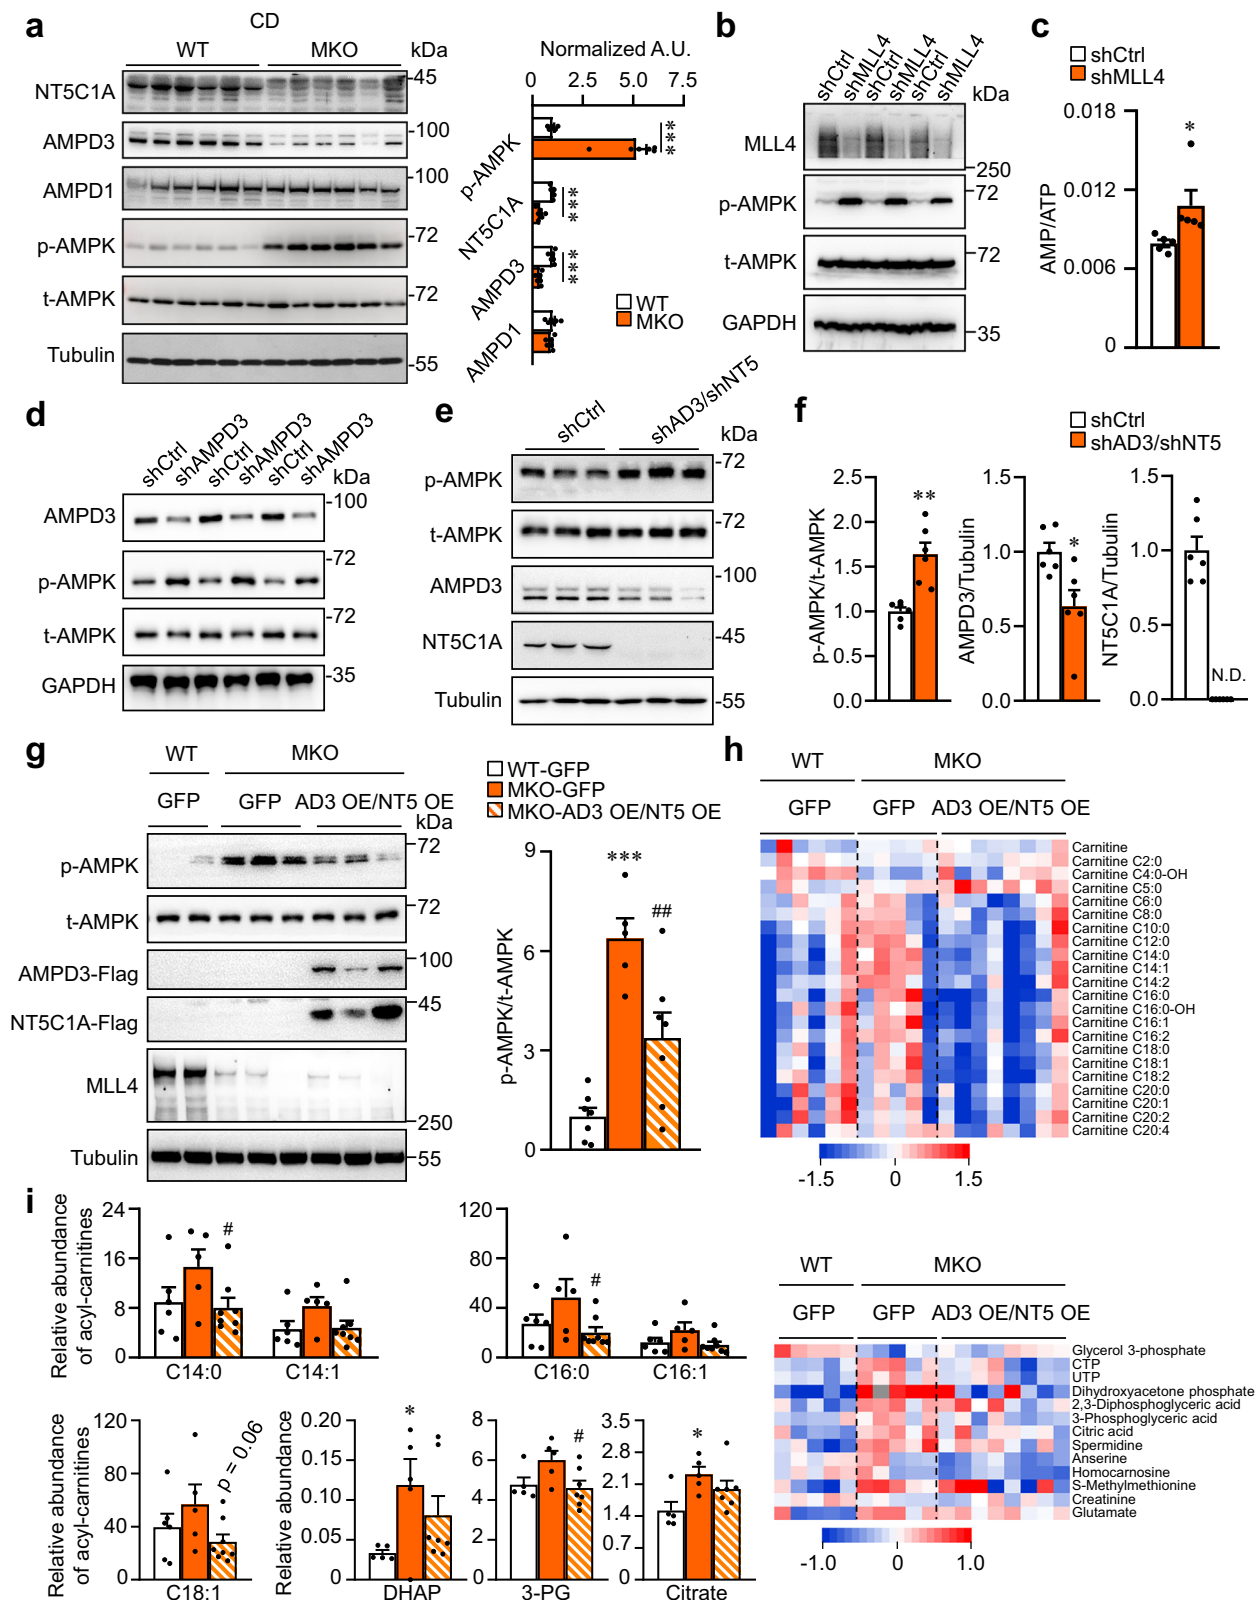 a
CD
WT MKO kDa
NT5C1A -45
AMPD3 -100
AMPD1 -100
p-AMPK -72
t-AMPK -72
Tubulin -55
Normalized A.U.
0 2.5 5.0 7.5
p-AMPK ***
NT5C1A ***
AMPD3 ***
AMPD1
WT
MKO
b
shCtrl shMLL4 shCtrl shMLL4 shCtrl shMLL4
kDa
MLL4 250
p-AMPK -72
t-AMPK -72
GAPDH -35
c
shCtrl
shMLL4
AMP/ATP
0.018
0.012
0.006
0
*
d
shCtrl shAMPD3 shCtrl shAMPD3 shCtrl shAMPD3
kDa
AMPD3 -100
p-AMPK -72
t-AMPK -72
GAPDH -35
e
shCtrl shAD3/shNT5
kDa
p-AMPK -72
t-AMPK -72
AMPD3 -100
NT5C1A -45
Tubulin -55
f
shCtrl
shAD3/shNT5
p-AMPK/t-AMPK
2.5
2.0
1.5
1.0
0.5
0.0
**
AMPD3/Tubulin
1.5
1.0
0.5
0.0
*
NT5C1A/Tubulin
1.5
1.0
0.5
0.0
N.D.
g
WT MKO
GFP GFP AD3 OE/NT5 OE
kDa
p-AMPK -72
t-AMPK -72
AMPD3-Flag -100
NT5C1A-Flag -45
MLL4
-250
Tubulin -55
WT-GFP
MKO-GFP
MKO-AD3 OE/NT5 OE
p-AMPK/t-AMPK
9
6
3
0
***
##
h
WT MKO
GFP GFP AD3 OE/NT5 OE
Carnitine
Carnitine C2:0
Carnitine C4:0-OH
Carnitine C5:0
Carnitine C6:0
Carnitine C8:0
Carnitine C10:0
Carnitine C12:0
Carnitine C14:0
Carnitine C14:1
Carnitine C14:2
Carnitine C16:0
Carnitine C16:0-OH
Carnitine C16:1
Carnitine C16:2
Carnitine C18:0
Carnitine C18:1
Carnitine C18:2
Carnitine C20:0
Carnitine C20:1
Carnitine C20:2
Carnitine C20:4
-1.5 0 1.5
WT MKO
GFP GFP AD3 OE/NT5 OE
Glycerol 3-phosphate
CTP
UTP
Dihydroxyacetone phosphate
2,3-Diphosphoglyceric acid
3-Phosphoglyceric acid
Citric acid
Spermidine
Anserine
Homocarnosine
S-Methylmethionine
Creatinine
Glutamate
-1.0 0 1.0
i
Relative abundance
of acyl-carnitines
24
16
8
0
#
C14:0 C14:1
120
80
40
0
#
C16:0 C16:1
Relative abundance
of acyl-carnitines
120
80
40
0
p = 0.06
C18:1
Relative abundance
0.20
0.15
0.10
0.05
0
*
DHAP
8
6
4
2
0
#
3-PG
3.5
2.8
2.1
1.4
0.7
0
*
Citrate